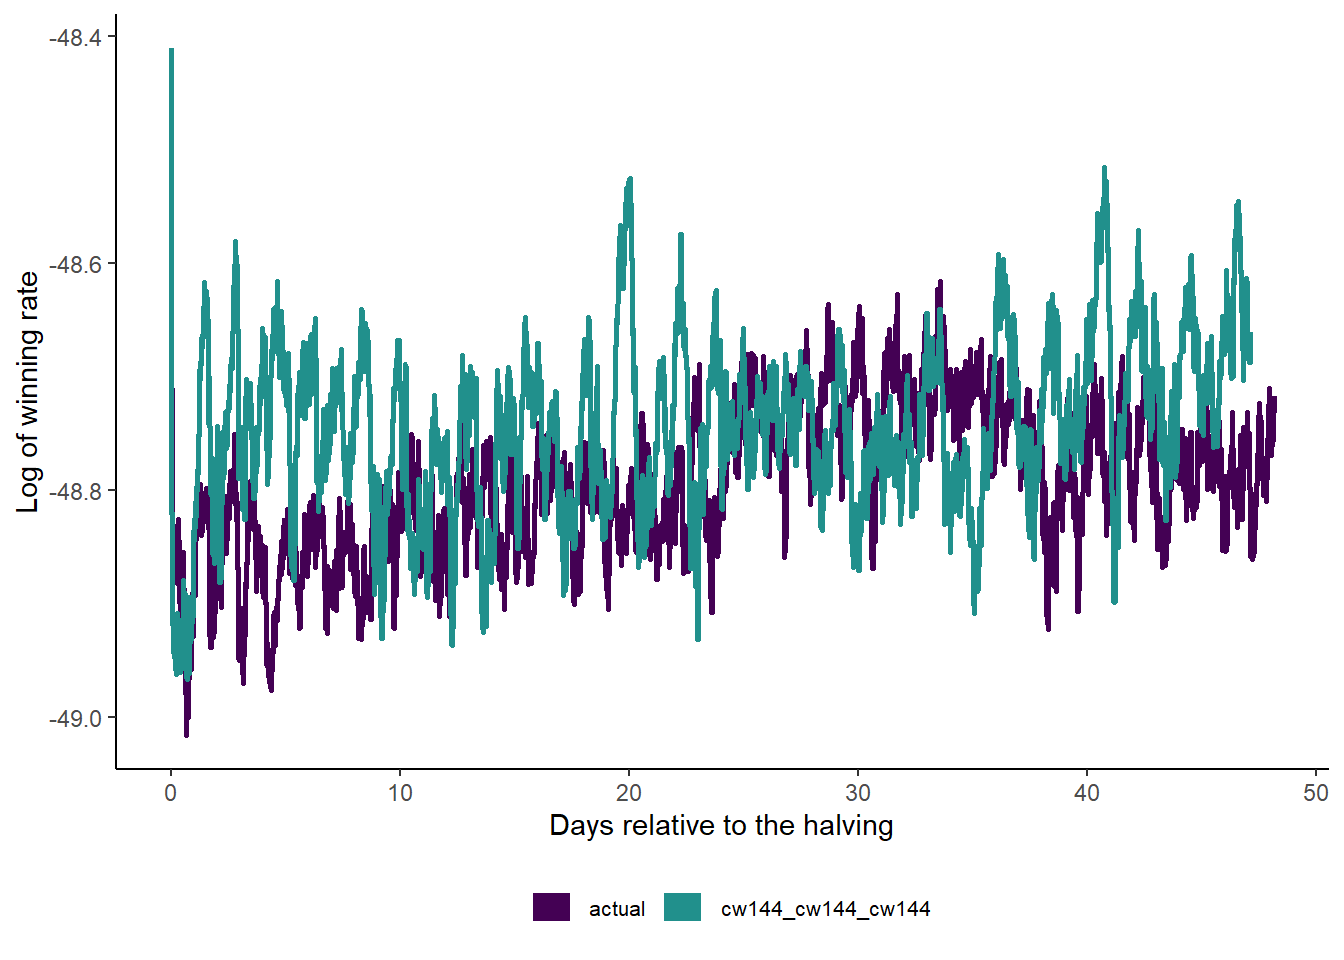 Log of winning rate
-48.4
-48.6
-48.8
-49.0
0 10 20 30 40 50
Days relative to the halving
actual cw144_cw144_cw144